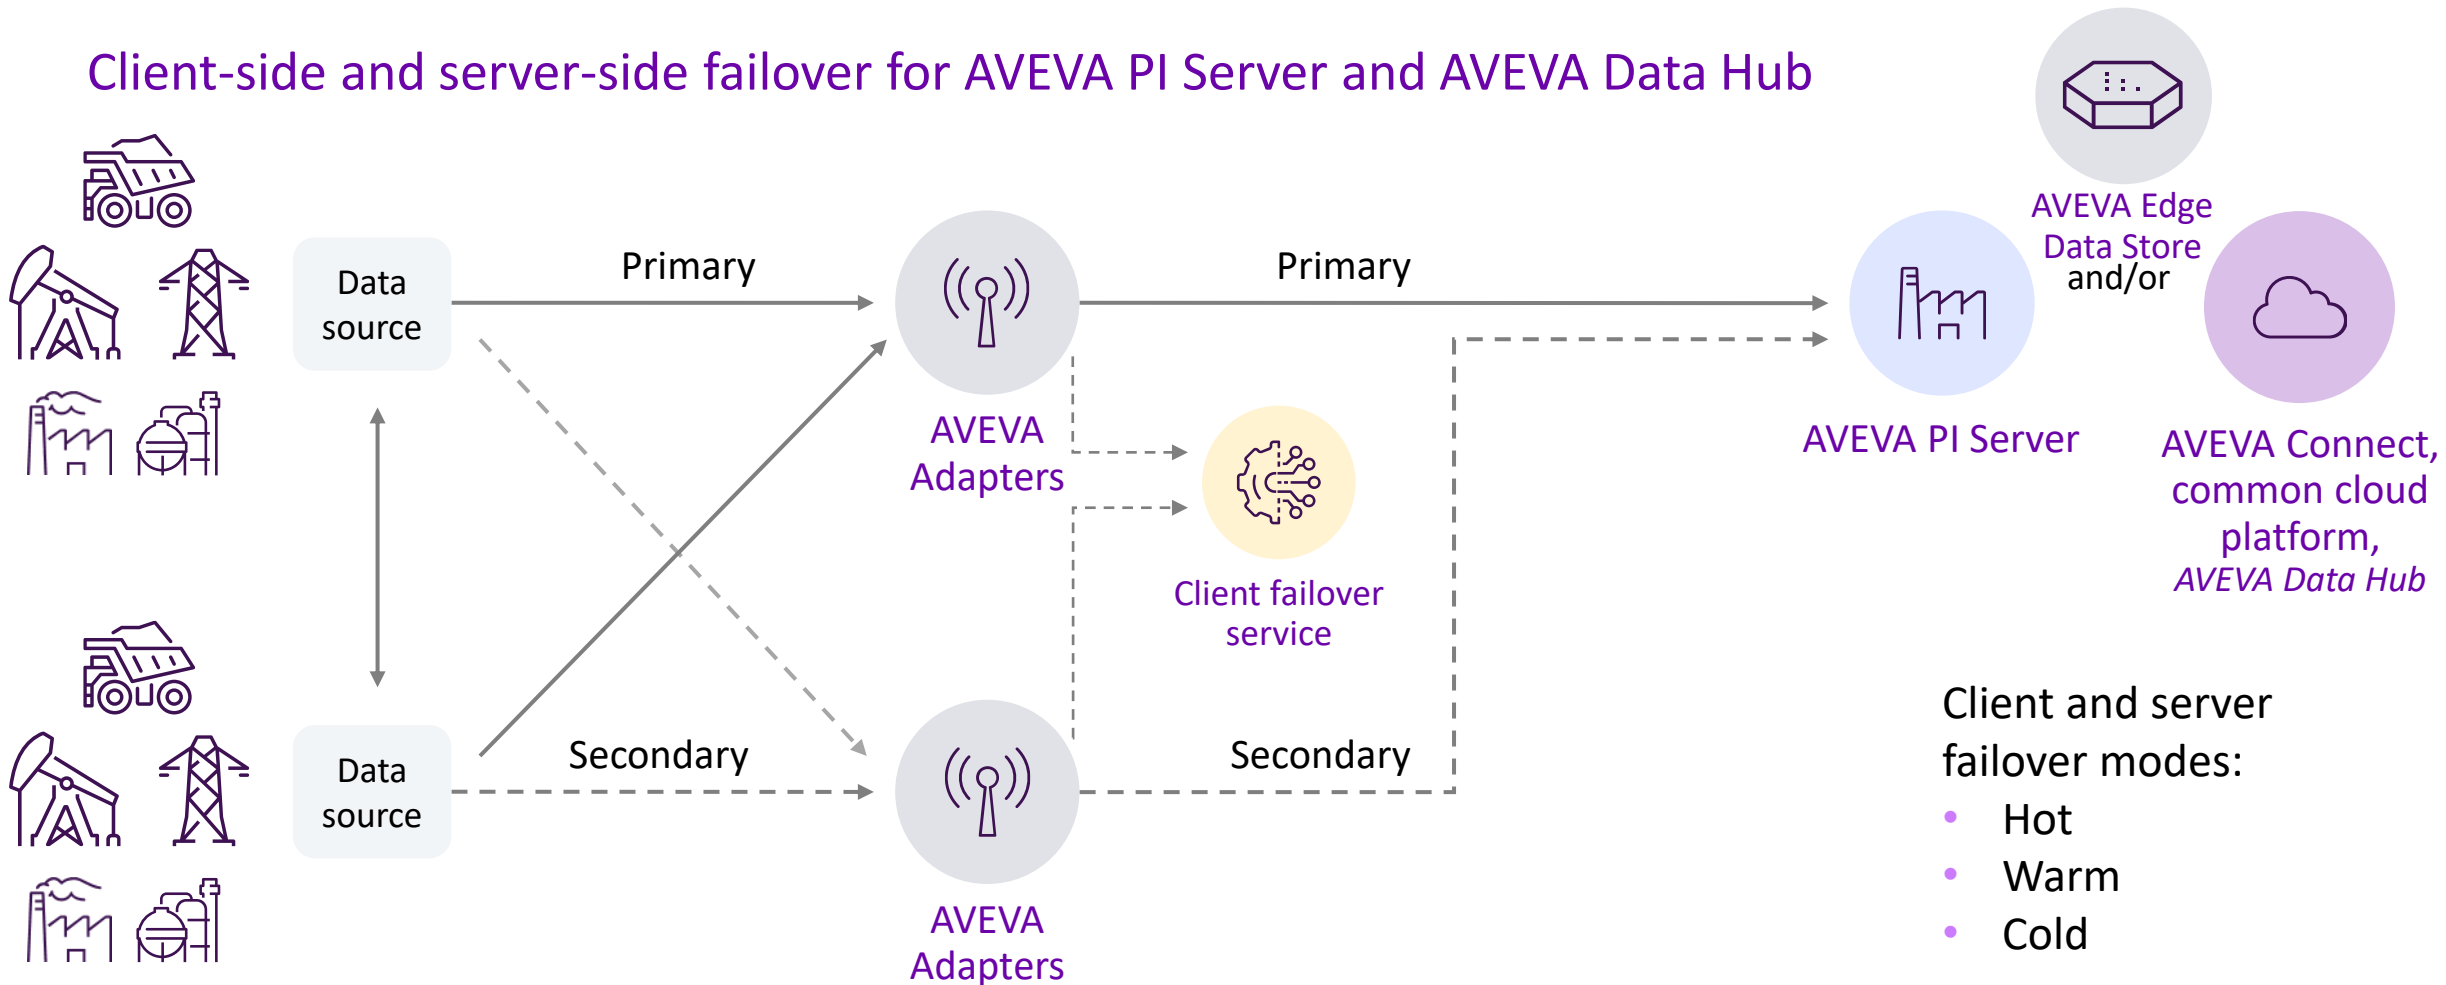 Client-side and server-side failover for AVEVA PI Server and AVEVA Data Hub
Data
source
Primary
AVEVA
Adapters
Primary
AVEVA Edge
Data Store
and/or
AVEVA PI Server
AVEVA Connect,
common cloud
platform,
AVEVA Data Hub
Client failover
service
Data
source
Secondary
AVEVA
Adapters
Secondary
Client and server
failover modes:
• Hot
• Warm
• Cold